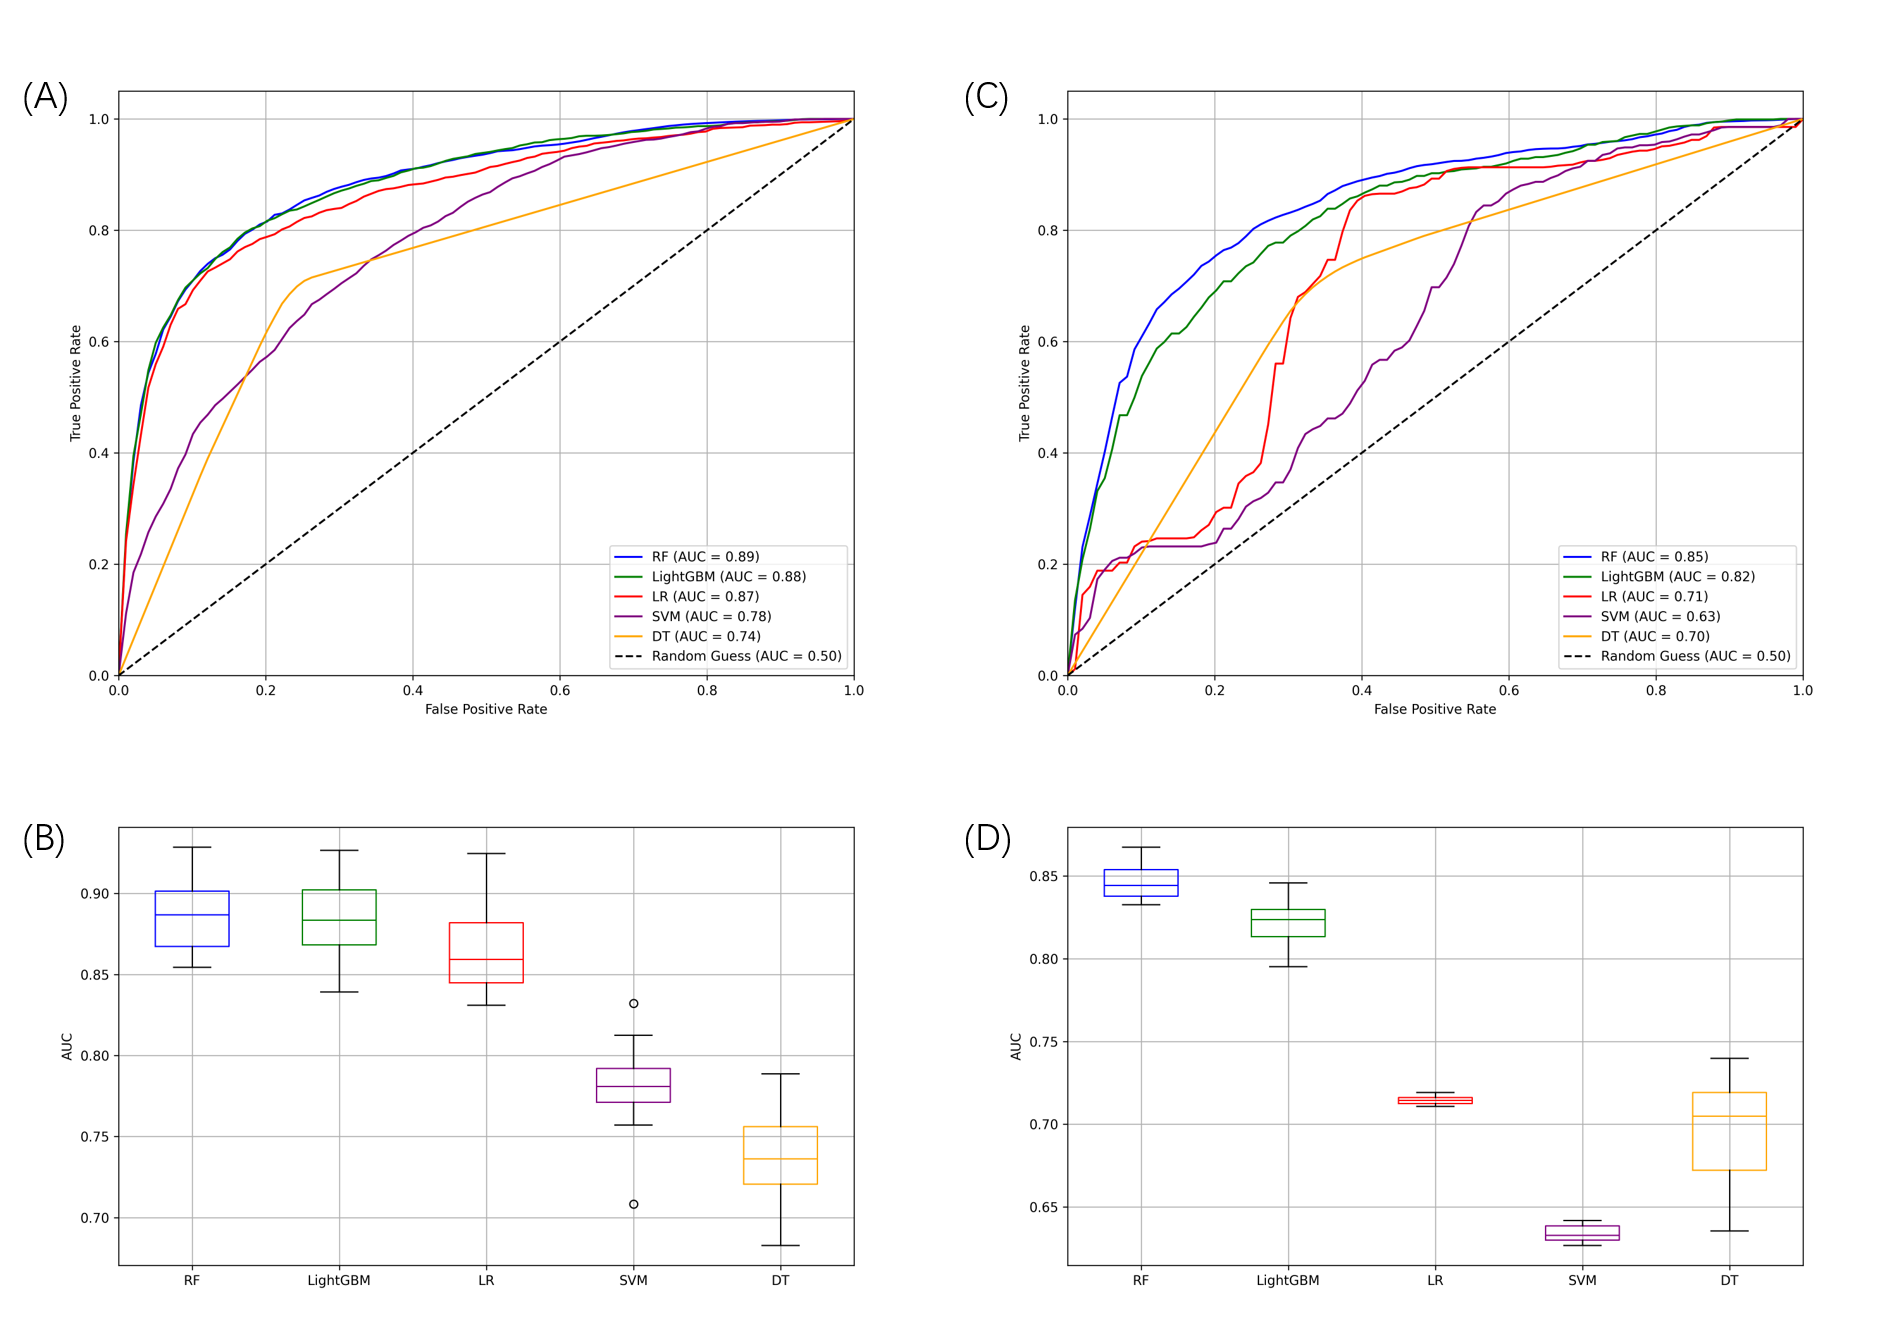 (A)
1.0
0.8
0.6
0.4
0.2
0.0
True Positive Rate
RF (AUC = 0.89)
LightGBM (AUC = 0.88)
LR (AUC = 0.87)
SVM (AUC = 0.78)
DT (AUC = 0.74)
Random Guess (AUC = 0.50)
0.0 0.2 0.4 0.6 0.8 1.0
False Positive Rate
(C)
1.0
0.8
0.6
0.4
0.2
0.0
True Positive Rate
RF (AUC = 0.85)
LightGBM (AUC = 0.82)
LR (AUC = 0.71)
SVM (AUC = 0.63)
DT (AUC = 0.70)
Random Guess (AUC = 0.50)
0.0 0.2 0.4 0.6 0.8 1.0
False Positive Rate
(B)
0.90
0.85
0.80
0.75
0.70
AUC
RF LightGBM LR SVM DT
(D)
0.85
0.80
0.75
0.70
0.65
AUC
RF LightGBM LR SVM DT